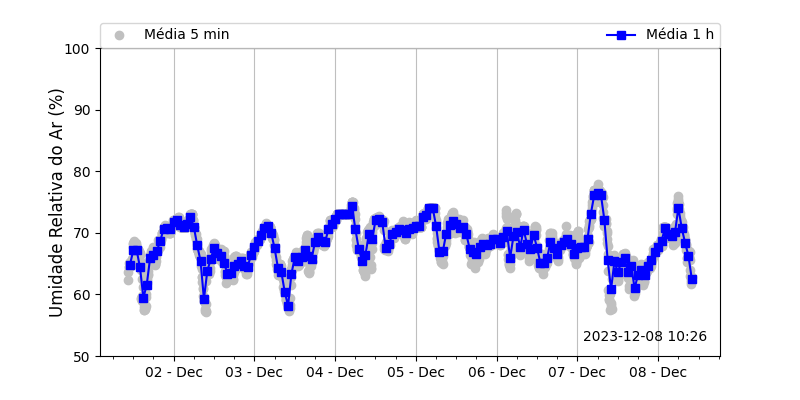 Média 5 min
Média 1 h
100
90
80
70
60
50
Umidade Relativa do Ar (%)
2023-12-08 10:26
02 - Dec
03 - Dec
04 - Dec
05 - Dec
06 - Dec
07 - Dec
08 - Dec